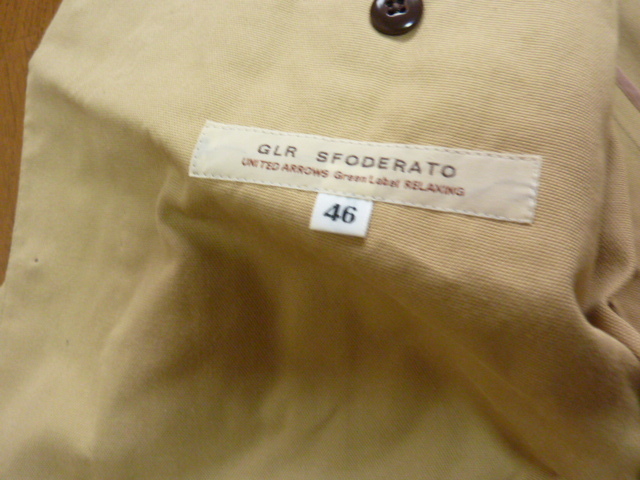 GLR SFODERATO
UNITED ARROWS Green Label RELAXING
46